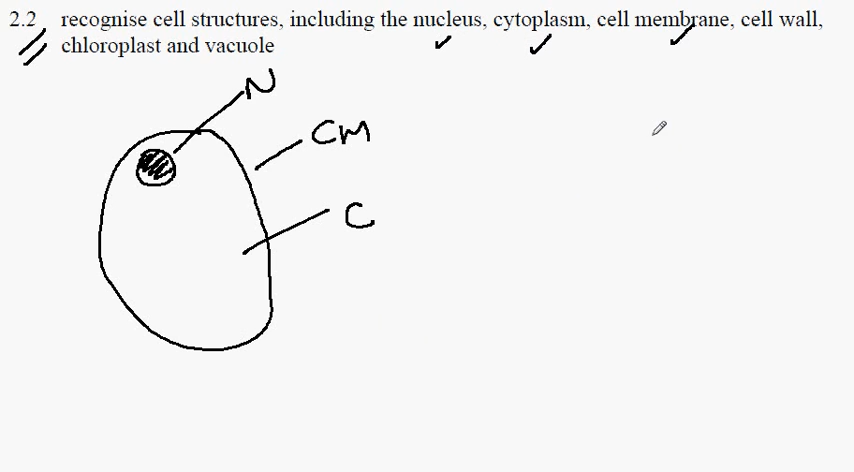 2.2 recognise cell structures, including the nucleus, cytoplasm, cell membrane, cell wall,
chloroplast and vacuole
N
CM
C